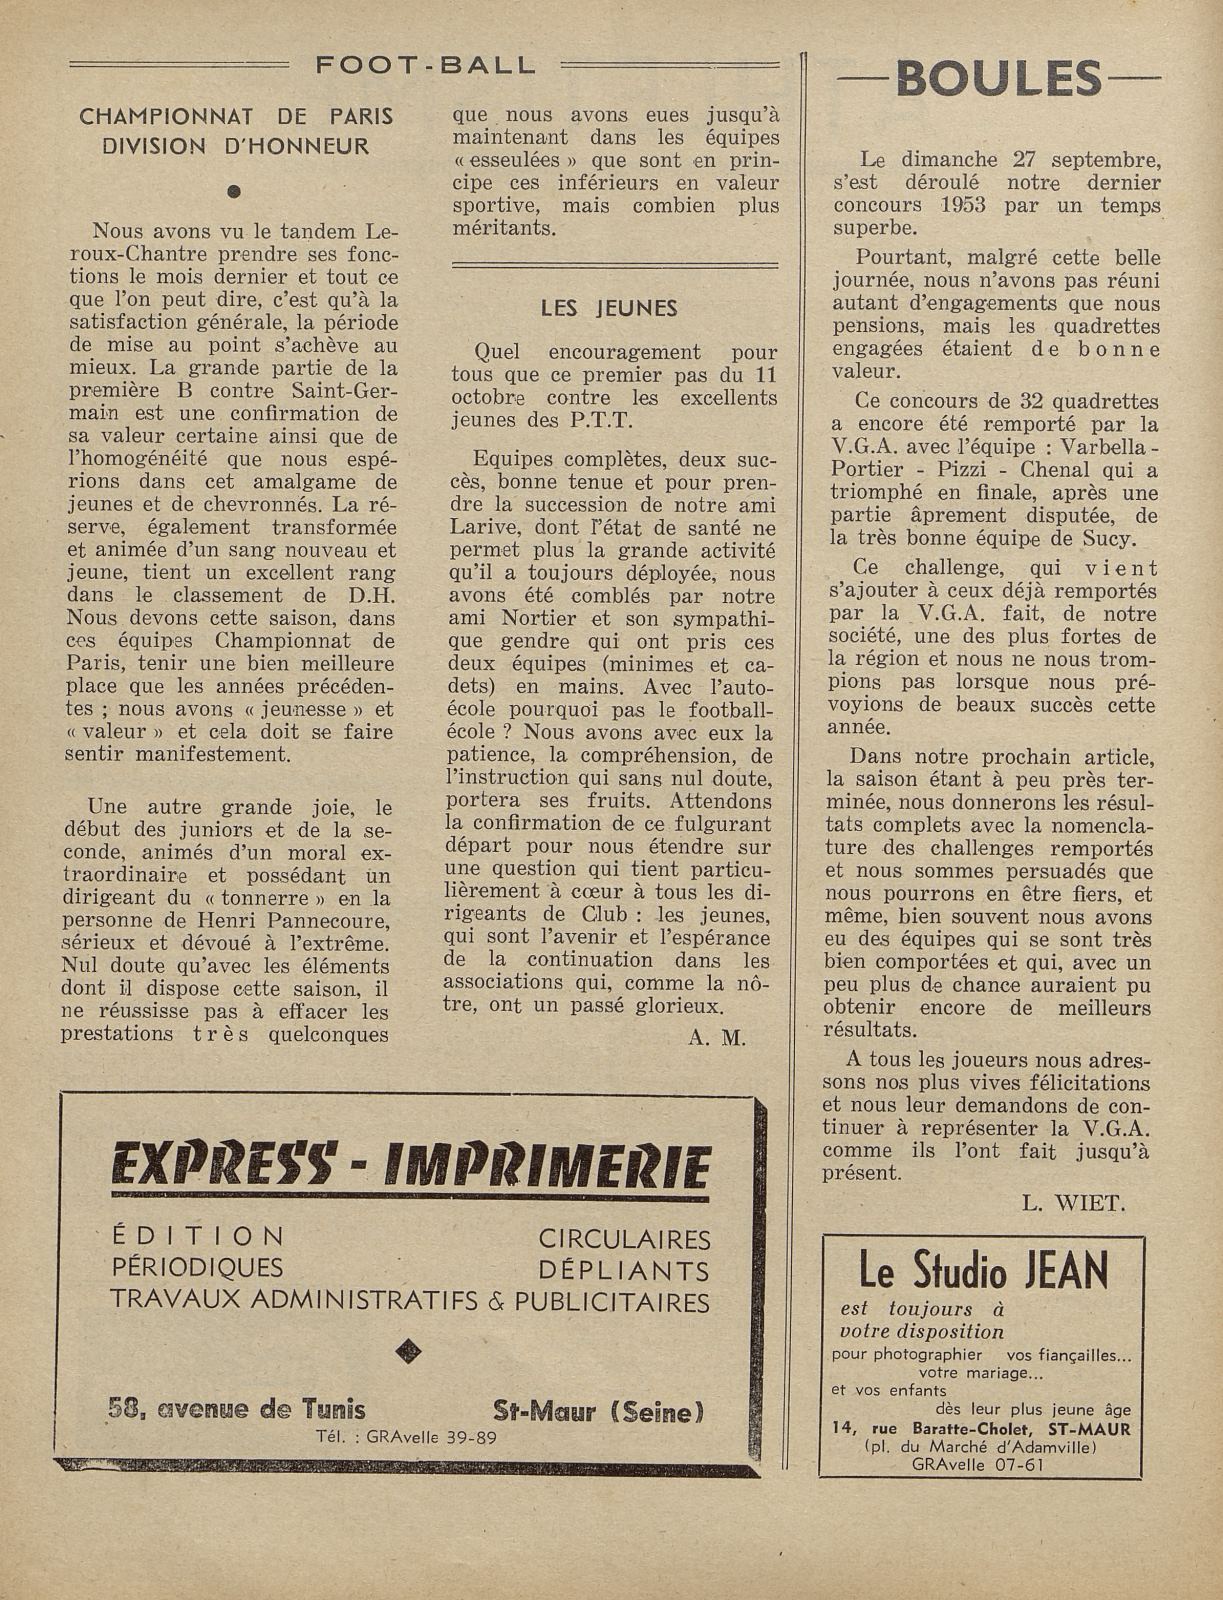 FOOT-BALL
CHAMPIONNAT DE PARIS
DIVISION D'HONNEUR
Nous avons vu le tandem Le-
roux-Chantre prendre ses fonc-
tions le mois dernier et tout ce
que l'on peut dire, c'est qu'à la
satisfaction générale, la période
de mise au point s'achève au
mieux. La grande partie de la
première B contre Saint-Ger-
main est une confirmation de
sa valeur certaine ainsi que de
l'homogénéité que nous espé-
rions dans cet amalgame de
jeunes et de chevronnés. La ré-
serve, également transformée
et animée d'un sang nouveau et
jeune, tient un excellent rang
dans le classement de D.H.
Nous devons cette saison, dans
ces équipes Championnat de
Paris, tenir une bien meilleure
place que les années précéden-
tes ; nous avons « jeunesse » et
« valeur » et cela doit se faire
sentir manifestement.
Une autre grande joie, le
début des juniors et de la se-
conde, animés d'un moral ex-
traordinaire et possédant un
dirigeant du « tonnerre » en la
personne de Henri Pannecoure,
sérieux et dévoué à l'extrême.
Nul doute qu'avec les éléments
dont il dispose cette saison, il
ne réussisse pas à effacer les
prestations très quelconques
que nous avons eues jusqu'à
maintenant dans les équipes
« esseulées » que sont en prin-
cipe ces inférieurs en valeur
sportive, mais combien plus
méritants.
LES JEUNES
Quel encouragement pour
tous que ce premier pas du 11
octobre contre les excellents
jeunes des P.T.T.
Equipes complètes, deux suc-
cès, bonne tenue et pour pren-
dre la succession de notre ami
Larive, dont l'état de santé ne
permet plus la grande activité
qu'il a toujours déployée, nous
avons été comblés par notre
ami Nortier et son sympathi-
que gendre qui ont pris ces
deux équipes (minimes et ca-
dets) en mains. Avec l'auto-
école pourquoi pas le football-
école ? Nous avons avec eux la
patience, la compréhension, de
l'instruction qui sans nul doute,
portera ses fruits. Attendons
la confirmation de ce fulgurant
départ pour nous étendre sur
une question qui tient particu-
lièrement à cœur à tous les di-
rigeants de Club : les jeunes,
qui sont l'avenir et l'espérance
de la continuation dans les
associations qui, comme la nô-
tre, ont un passé glorieux.
A. M.
BOULES
Le dimanche 27 septembre,
s'est déroulé notre dernier
concours 1953 par un temps
superbe.
Pourtant, malgré cette belle
journée, nous n'avons pas réuni
autant d'engagements que nous
pensions, mais les quadrettes
engagées étaient de bonne
valeur.
Ce concours de 32 quadrettes
a encore été remporté par la
V.G.A. avec l'équipe : Varbella -
Portier - Pizzi - Chenal qui a
triomphé en finale, après une
partie âprement disputée, de
la très bonne équipe de Sucy.
Ce challenge, qui vient
s'ajouter à ceux déjà remportés
par la V.G.A. fait, de notre
société, une des plus fortes de
la région et nous ne nous trom-
pions pas lorsque nous pré-
voyions de beaux succès cette
année.
Dans notre prochain article,
la saison étant à peu près ter-
minée, nous donnerons les résul-
tats complets avec la nomencla-
ture des challenges remportés
et nous sommes persuadés que
nous pourrons en être fiers, et
même, bien souvent nous avons
eu des équipes qui se sont très
bien comportées et qui, avec un
peu plus de chance auraient pu
obtenir encore de meilleurs
résultats.
A tous les joueurs nous adres-
sons nos plus vives félicitations
et nous leur demandons de con-
tinuer à représenter la V.G.A.
comme ils l'ont fait jusqu'à
présent.
L. WIET.
EXPRESS - IMPRIMERIE
ÉDITION CIRCULAIRES
PÉRIODIQUES DÉPLIANTS
TRAVAUX ADMINISTRATIFS & PUBLICITAIRES
58, avenue de Tunis St-Maur (Seine)
Tél. : GRAvelle 39-89
Le Studio JEAN
est toujours à
votre disposition
pour photographier vos fiançailles...
votre mariage...
et vos enfants
dès leur plus jeune âge
14, rue Baratte-Cholet, ST-MAUR
(pl. du Marché d'Adamville)
GRAvelle 07-61